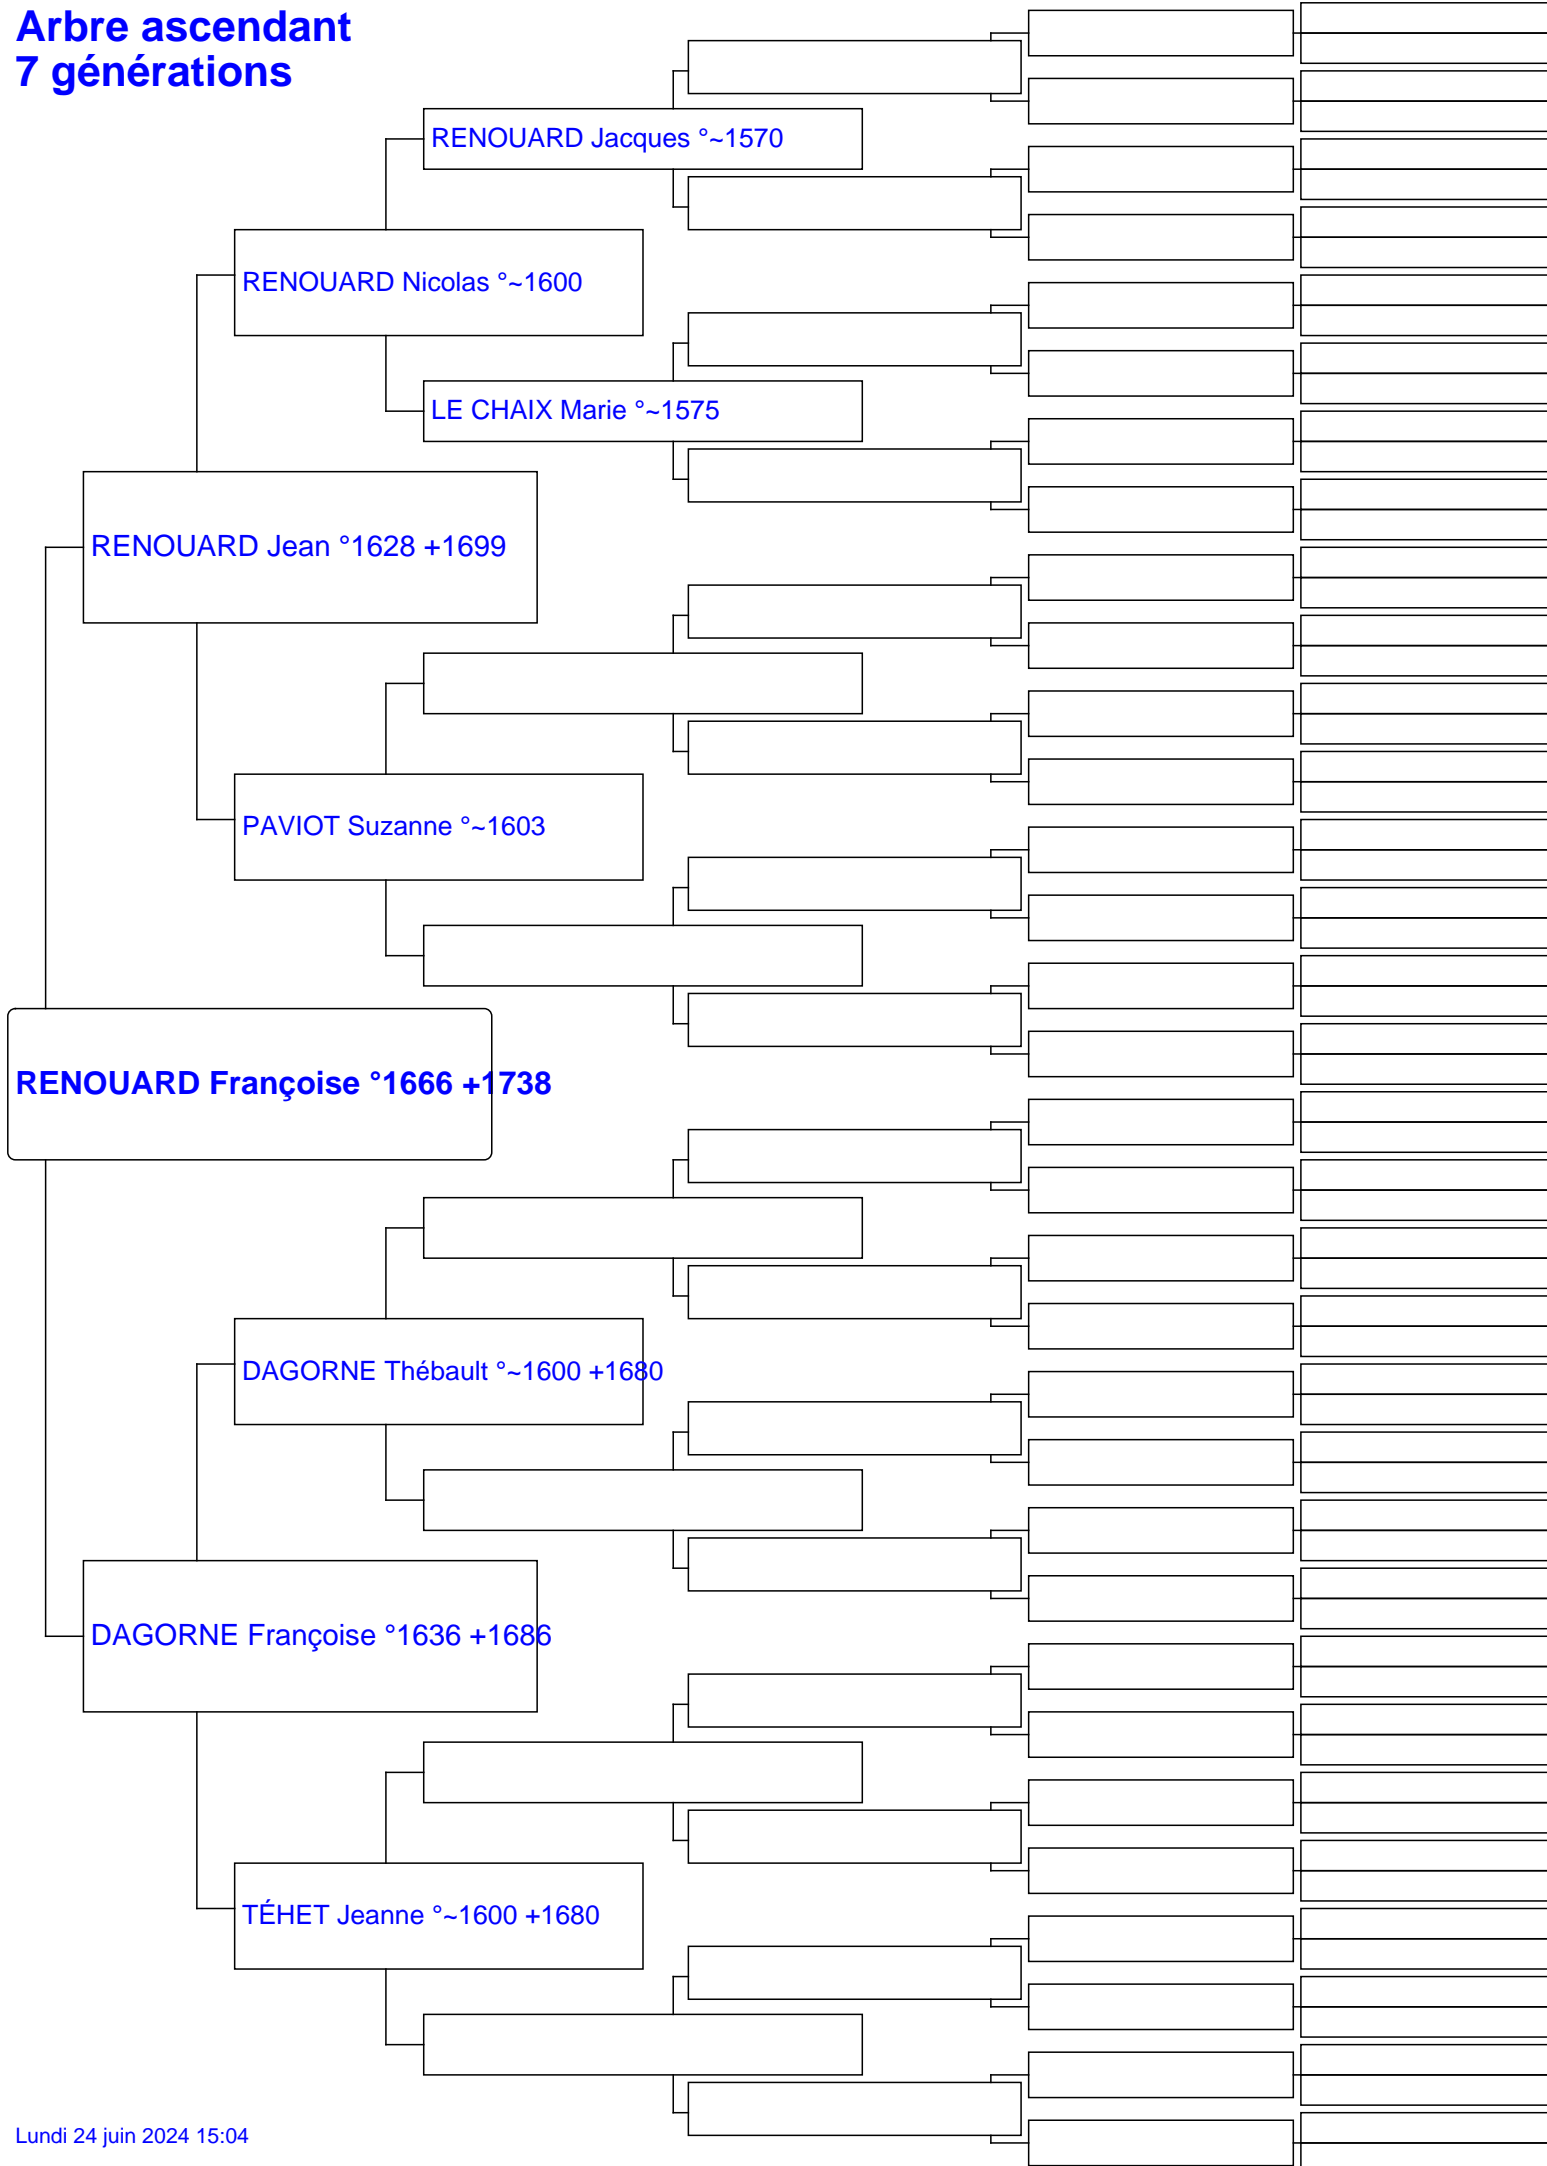 Arbre ascendant
7 générations
RENOUARD Jacques °~1570
RENOUARD Nicolas °~1600
LE CHAIX Marie °~1575
RENOUARD Jean °1628 +1699
PAVIOT Suzanne °~1603
RENOUARD Françoise °1666 +1738
DAGORNE Thébault °~1600 +1680
DAGORNE Françoise °1636 +1686
TÉHET Jeanne °~1600 +1680
Lundi 24 juin 2024 15:04